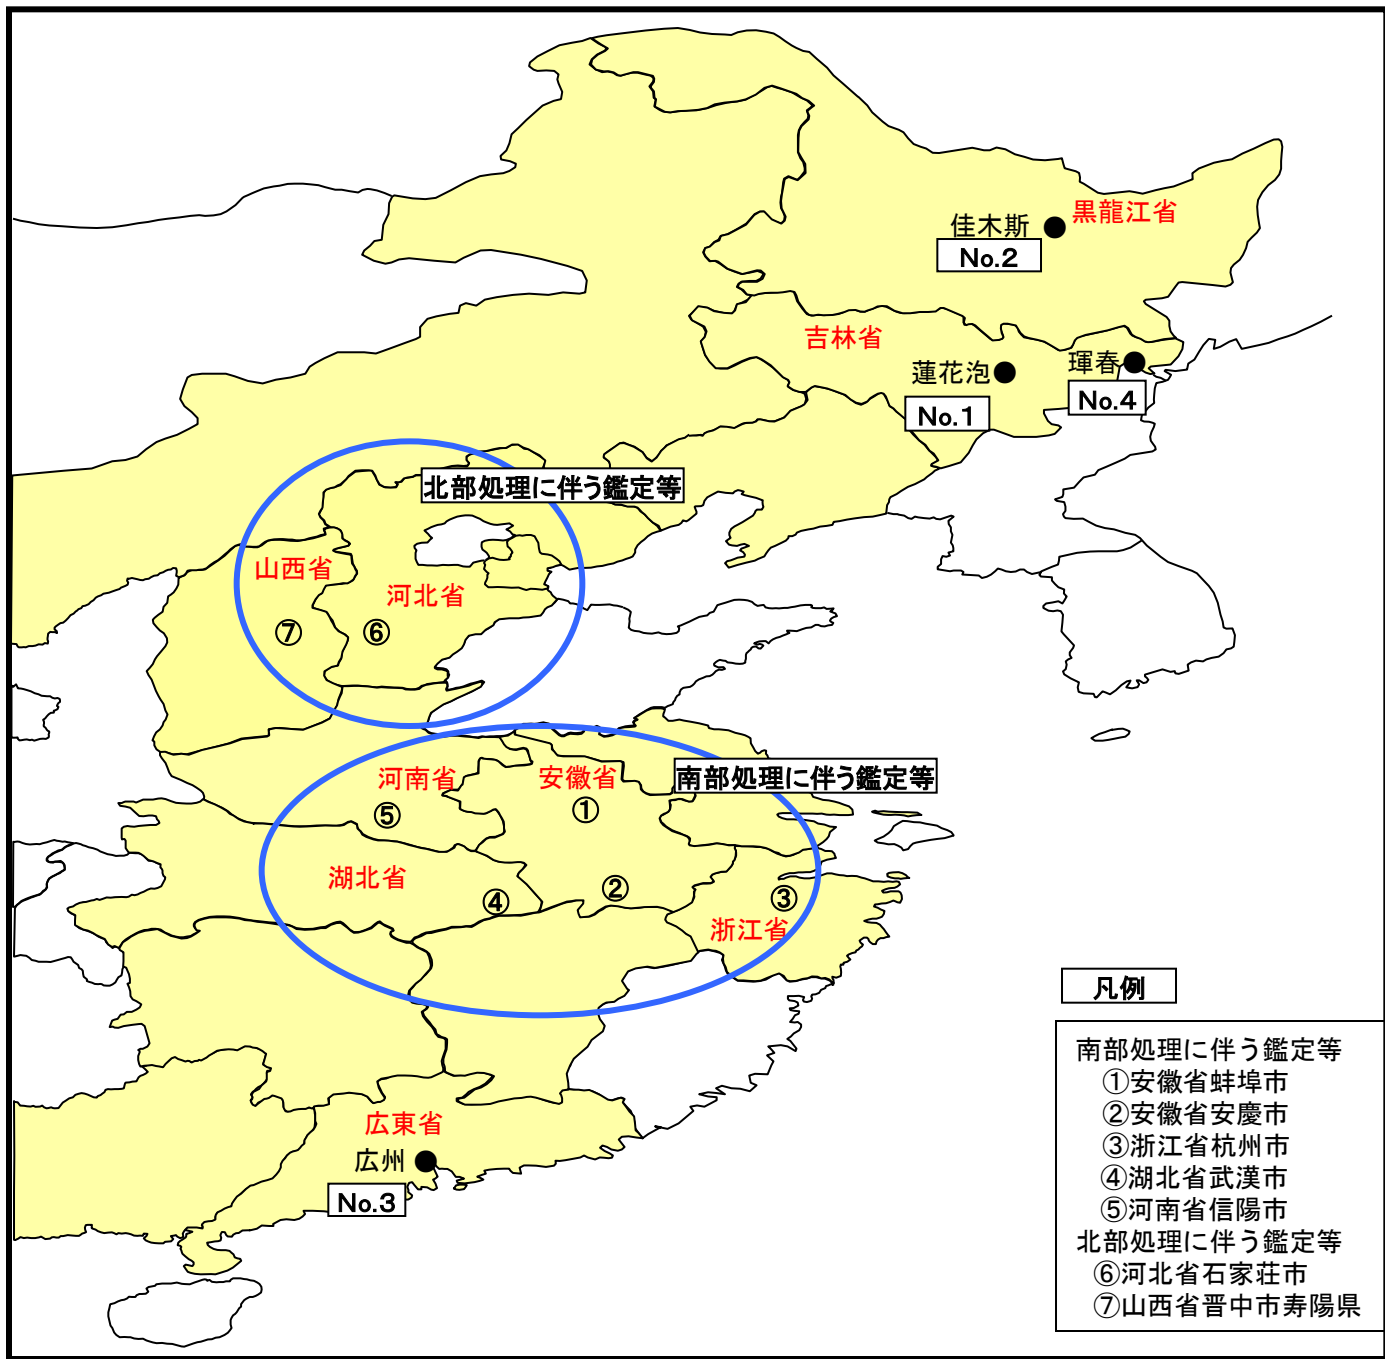 黒龍江省
佳木斯
No.2
吉林省
蓮花泡
No.1
琿春
No.4
北部処理に伴う鑑定等
山西省
河北省
⑦
⑥
河南省
⑤
安徽省
①
南部処理に伴う鑑定等
湖北省
④
②
③
浙江省
広東省
広州
No.3
凡例
南部処理に伴う鑑定等
①安徽省蚌埠市
②安徽省安慶市
③浙江省杭州市
④湖北省武漢市
⑤河南省信陽市
北部処理に伴う鑑定等
⑥河北省石家荘市
⑦山西省晋中市寿陽県